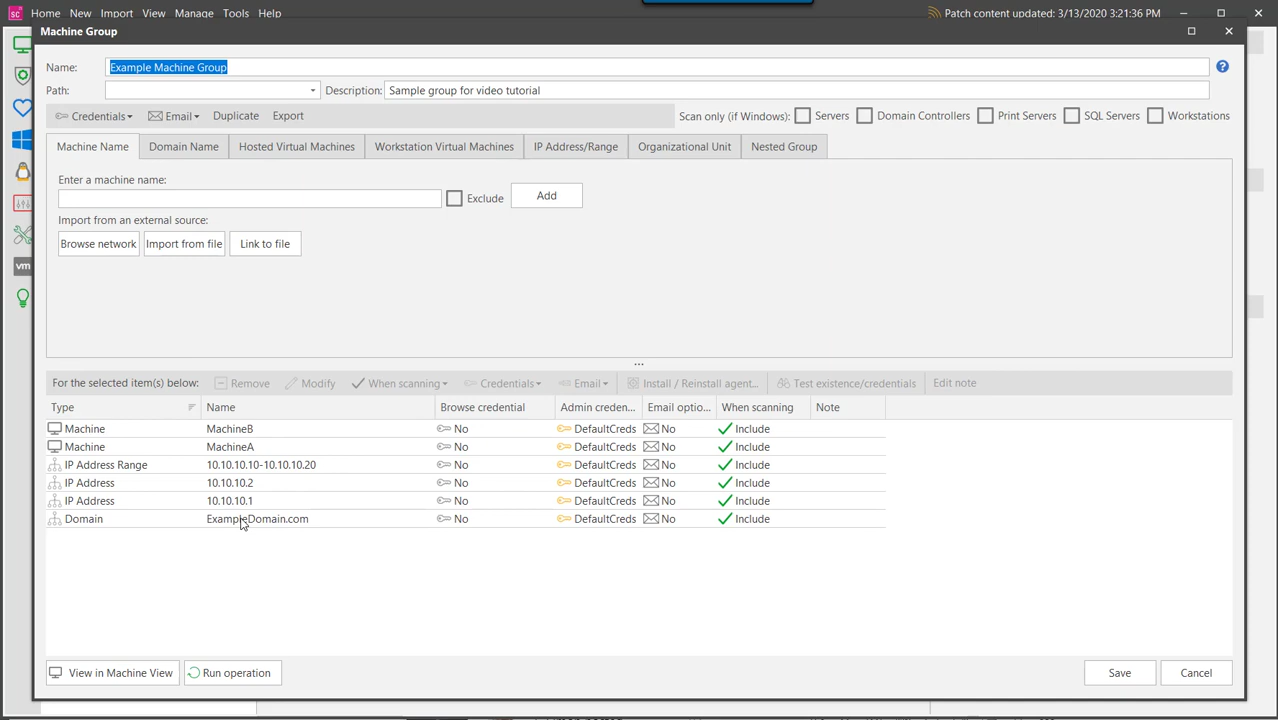 SC Home New Import View Manage Tools Help Patch content updated: 3/13/2020 3:21:36 PM
Machine Group
Name: Example Machine Group ?
Path: Description: Sample group for video tutorial
Credentials Email Duplicate Export Scan only (if Windows): Servers Domain Controllers Print Servers SQL Servers Workstations
Machine Name Domain Name Hosted Virtual Machines Workstation Virtual Machines IP Address/Range Organizational Unit Nested Group
Enter a machine name:
Exclude Add
Import from an external source:
Browse network Import from file Link to file
vm
...
For the selected item(s) below: Remove Modify When scanning Credentials Email Install / Reinstall agent... Test existence/credentials Edit note
Type Name Browse credential Admin creden... Email optio... When scanning Note
Machine MachineB No DefaultCreds No Include
Machine MachineA No DefaultCreds No Include
IP Address Range 10.10.10.10-10.10.10.20 No DefaultCreds No Include
IP Address 10.10.10.2 No DefaultCreds No Include
IP Address 10.10.10.1 No DefaultCreds No Include
Domain ExampleDomain.com No DefaultCreds No Include
View in Machine View Run operation Save Cancel